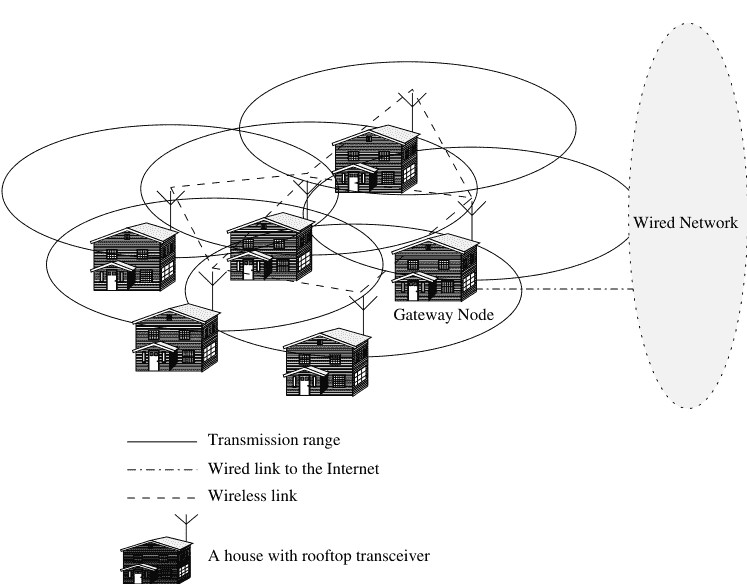 Wired Network
Gateway Node
Transmission range
Wired link to the Internet
Wireless link
A house with rooftop transceiver